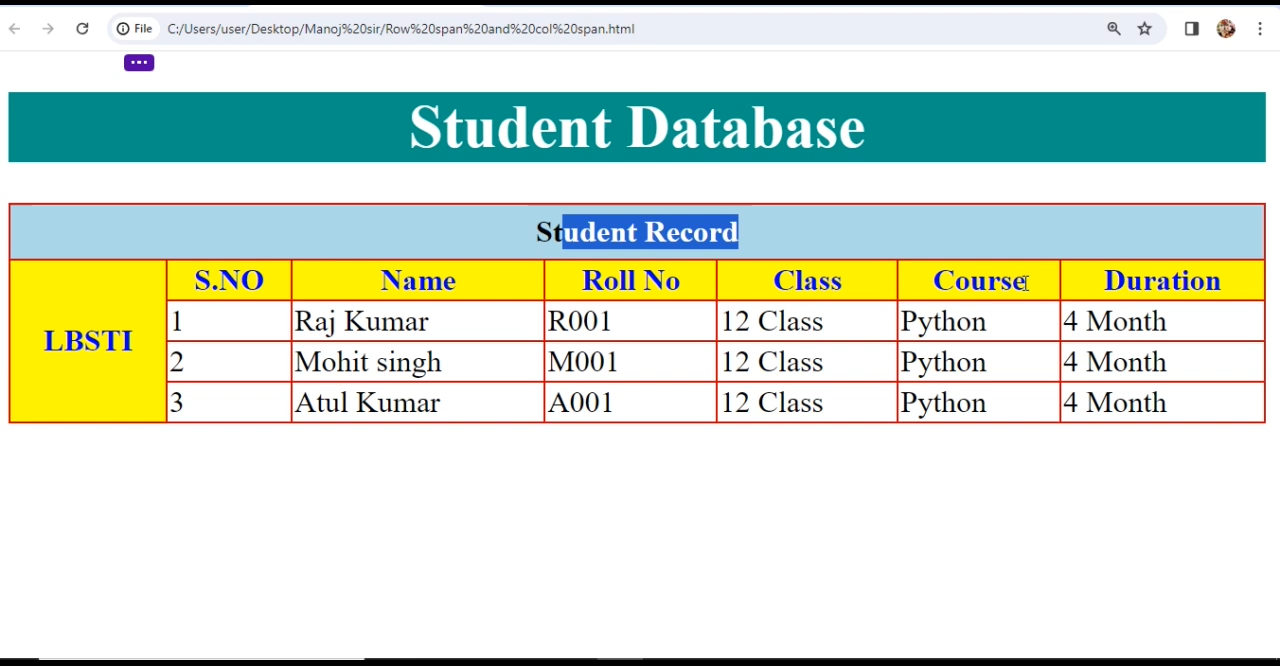 File C:/Users/user/Desktop/Manoj%20sir/Row%20span%20and%20col%20span.html
Student Database
Student Record
LBSTI
S.NO Name Roll No Class Course Duration
1 Raj Kumar R001 12 Class Python 4 Month
2 Mohit singh M001 12 Class Python 4 Month
3 Atul Kumar A001 12 Class Python 4 Month